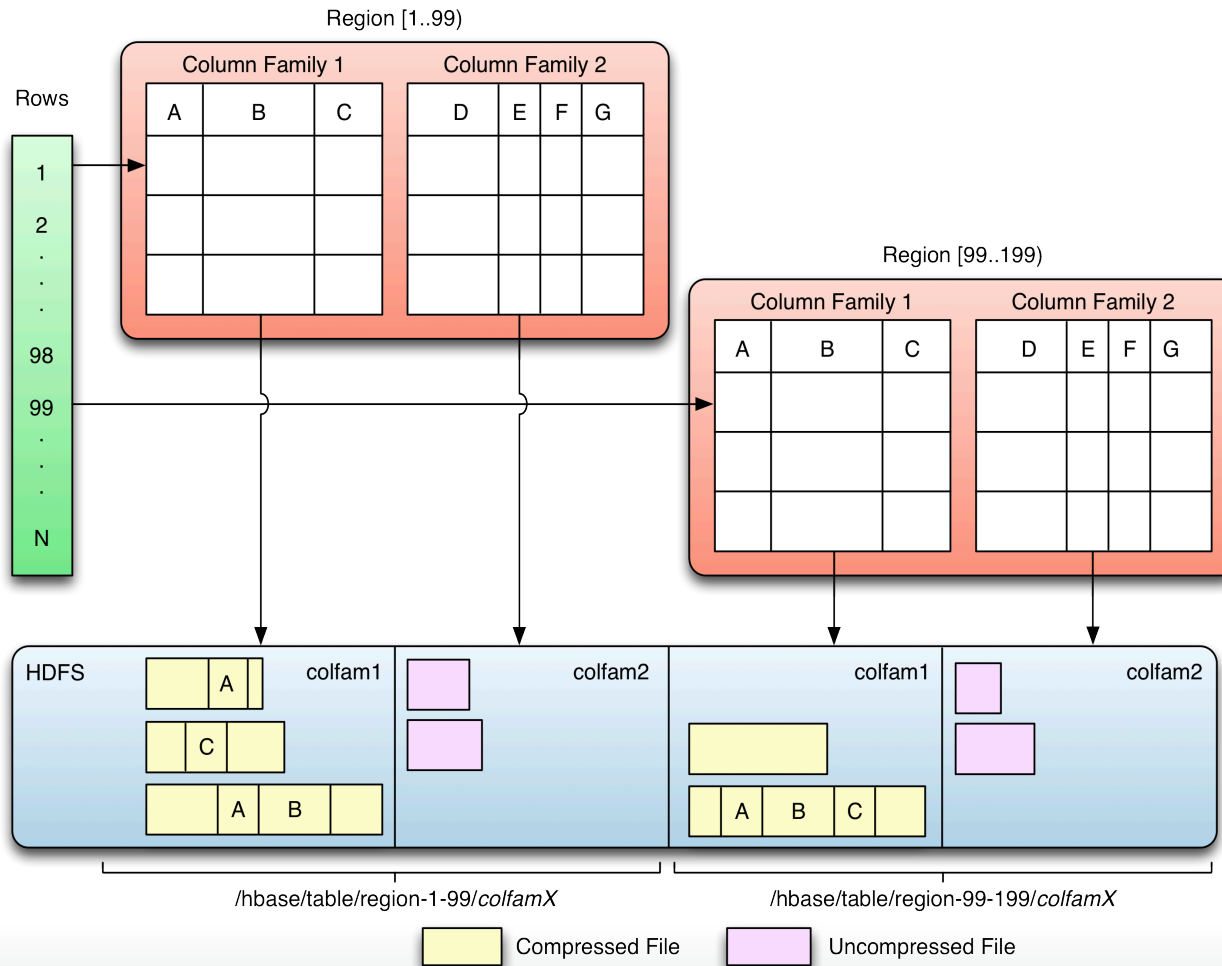 Region [1..99)
Column Family 1 Column Family 2
Rows
A B C D E F G
1
2
.
.
.
98
99
.
.
.
N
Region [99..199)
Column Family 1 Column Family 2
A B C D E F G
HDFS
colfam1
A
C
A B
colfam2
colfam1
A B C
colfam2
/hbase/table/region-1-99/colfamX
/hbase/table/region-99-199/colfamX
Compressed File
Uncompressed File